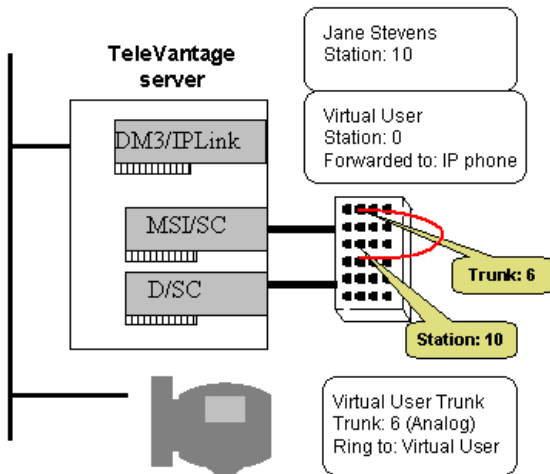 TeleVantage
server
Jane Stevens
Station: 10
DM3/IPLink
Virtual User
Station: 0
Forwarded to: IP phone
MSI/SC
D/SC
Trunk: 6
Station: 10
Virtual User Trunk
Trunk: 6 (Analog)
Ring to: Virtual User